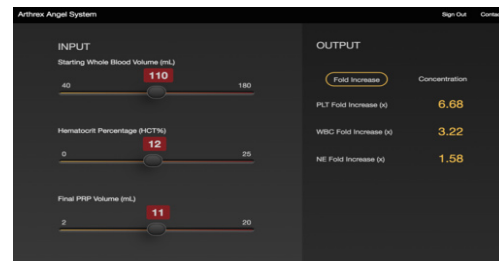 Arthrex Angel System
Sign Out
INPUT
Starting Whole Blood Volume (mL)
110
40
180
Hematocrit Percentage (HCT%)
12
0
25
Final PRP Volume (mL)
11
2
20
OUTPUT
Fold Increase
Concentration
PLT Fold Increase (x)
6.68
WBC Fold Increase (x)
3.22
NE Fold Increase (x)
1.58